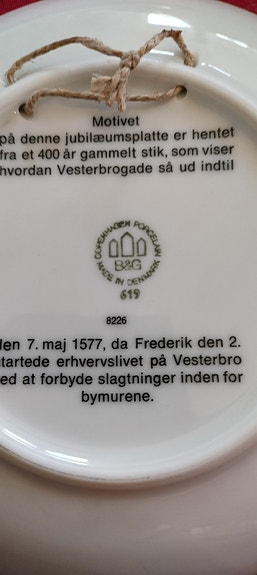 Motivet
på denne jubilæumsplatte er hentet
fra et 400 år gammelt stik, som viser
hvordan Vesterbrogade så ud indtil
COPENHAGEN PORCELAIN
B&G
MADE IN DENMARK
619
8226
den 7. maj 1577, da Frederik den 2.
startede erhvervslivet på Vesterbro
ved at forbyde slagtninger inden for
bymurene.